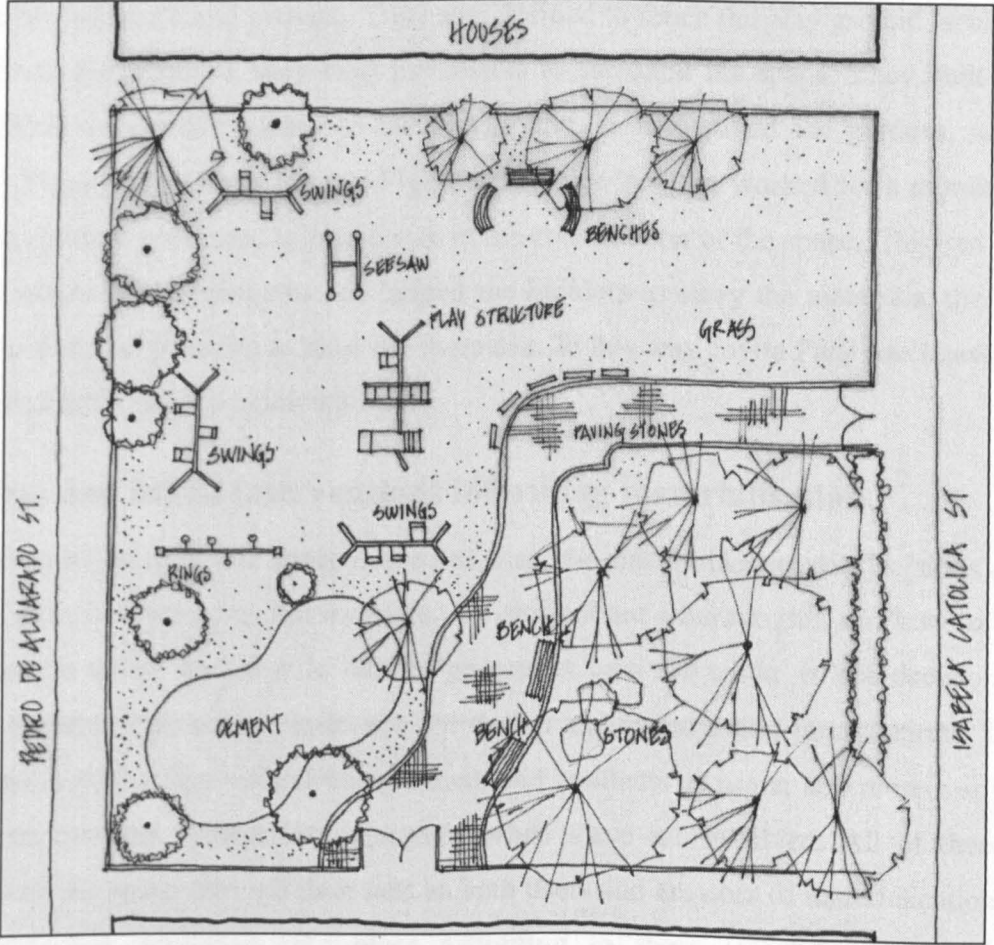 HOUSES
SWINGS
BENCHES
SEESAW
PLAY STRUCTURE
GRASS
PAVING STONES
SWINGS
SWINGS
RINGS
BENCH
CEMENT
BENCH
STONES
PEDRO DE ALVARADO ST.
ISABELK CATOLICA ST